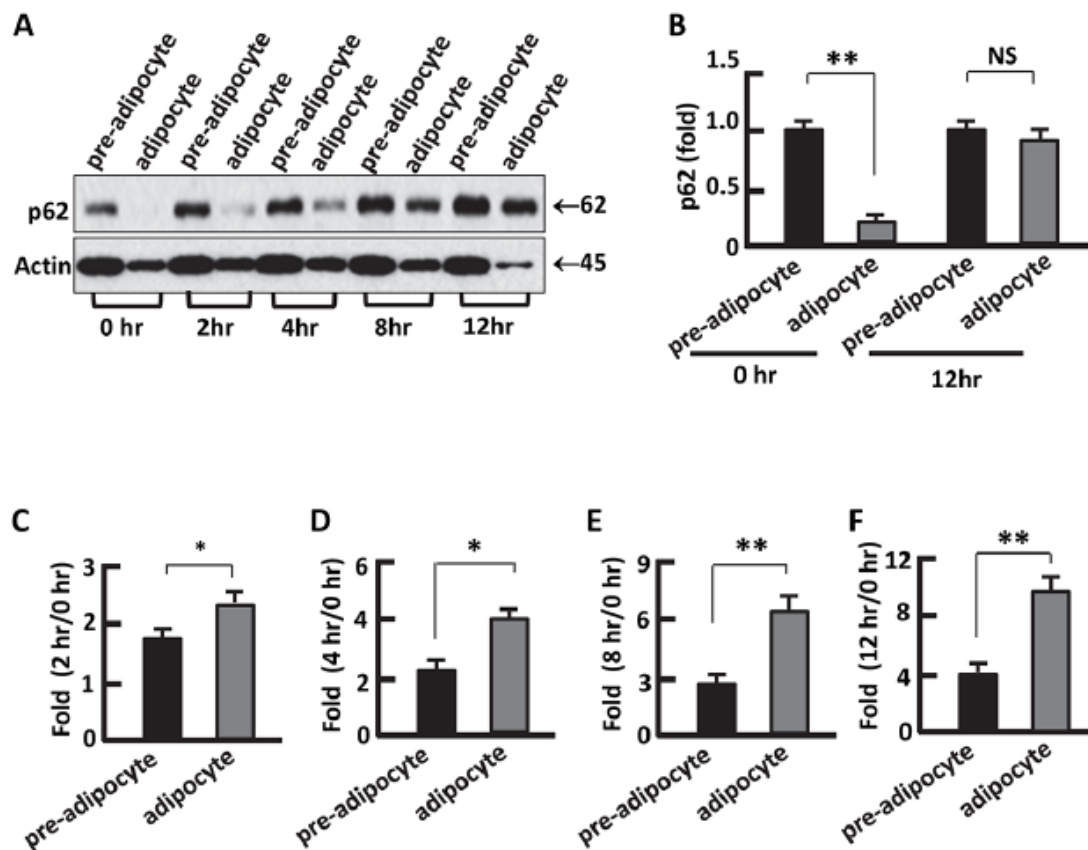 A
pre-adipocyte
adipocyte
pre-adipocyte
adipocyte
pre-adipocyte
adipocyte
pre-adipocyte
adipocyte
pre-adipocyte
adipocyte
p62
←62
Actin
←45
0 hr
2hr
4hr
8hr
12hr
B
p62 (fold)
1.5
1.0
0.5
0
**
NS
pre-adipocyte
adipocyte
pre-adipocyte
adipocyte
0 hr
12hr
C
Fold (2 hr/0 hr)
3
2
1
0
*
pre-adipocyte
adipocyte
D
Fold (4 hr/0 hr)
6
4
2
0
*
pre-adipocyte
adipocyte
E
Fold (8 hr/0 hr)
9
6
3
0
**
pre-adipocyte
adipocyte
F
Fold (12 hr/0 hr)
12
8
4
0
**
pre-adipocyte
adipocyte